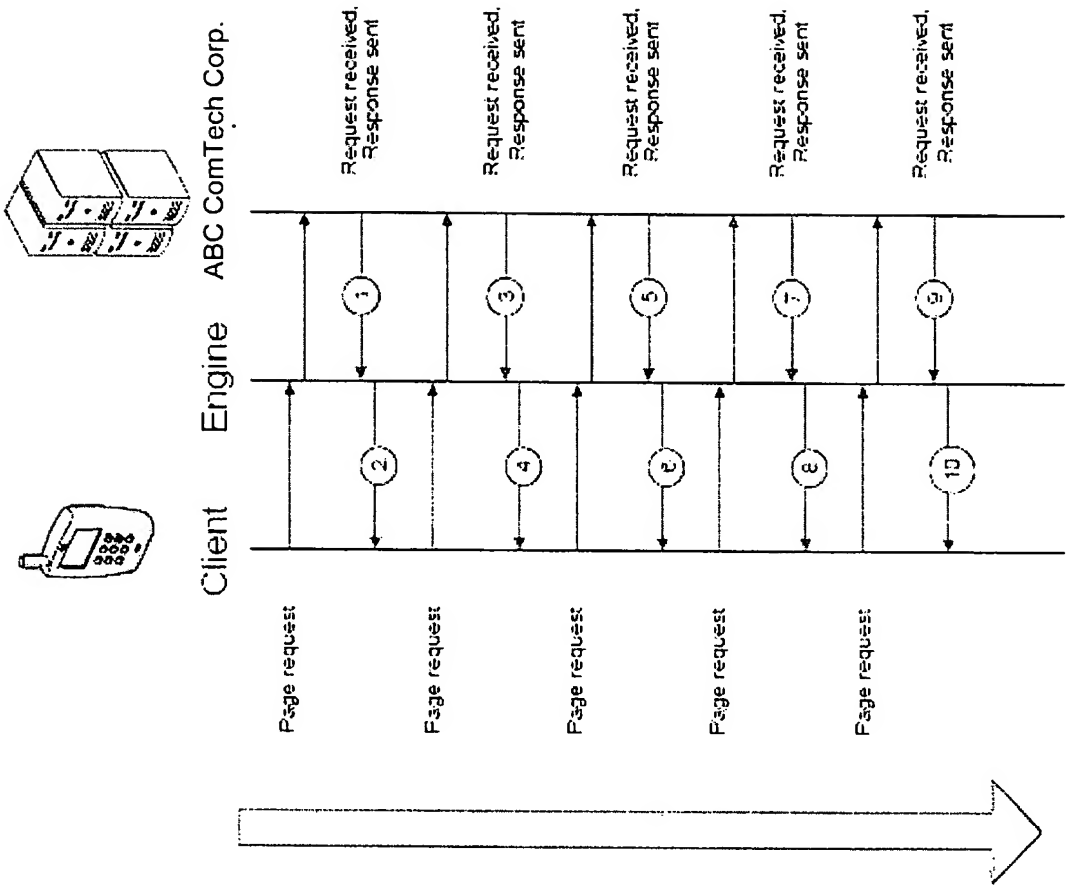 Client
Engine
ABC ComTech Corp.
Page request
Request received,
Response sent
1
2
Page request
Request received,
Response sent
3
4
Page request
Request received,
Response sent
5
6
Page request
Request received,
Response sent
7
8
Page request
Request received,
Response sent
9
10